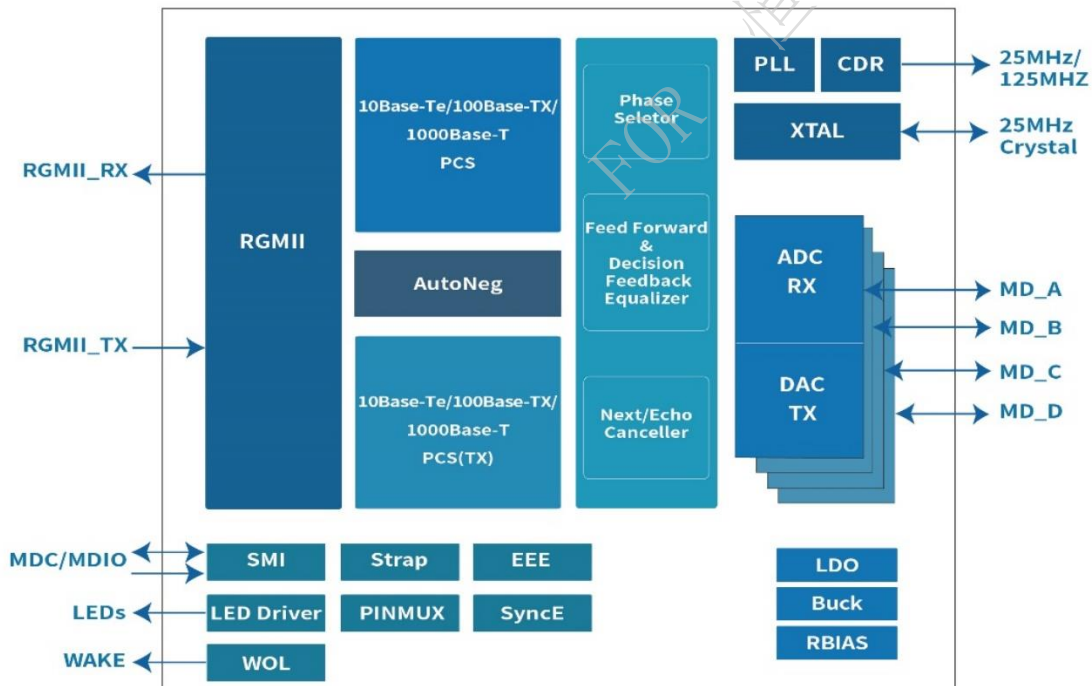 RGMII_RX
RGMII_TX
MDC/MDIO
LEDs
WAKE
RGMII
10Base-Te/100Base-TX/
1000Base-T
PCS
AutoNeg
10Base-Te/100Base-TX/
1000Base-T
PCS(TX)
Phase
Seletor
Feed Forward
&
Decision
Feedback
Equalizer
Next/Echo
Canceller
PLL
CDR
XTAL
25MHz/
125MHZ
25MHz
Crystal
ADC
RX
DAC
TX
MD_A
MD_B
MD_C
MD_D
SMI
Strap
EEE
LED Driver
PINMUX
SyncE
WOL
LDO
Buck
RBIAS
FOR